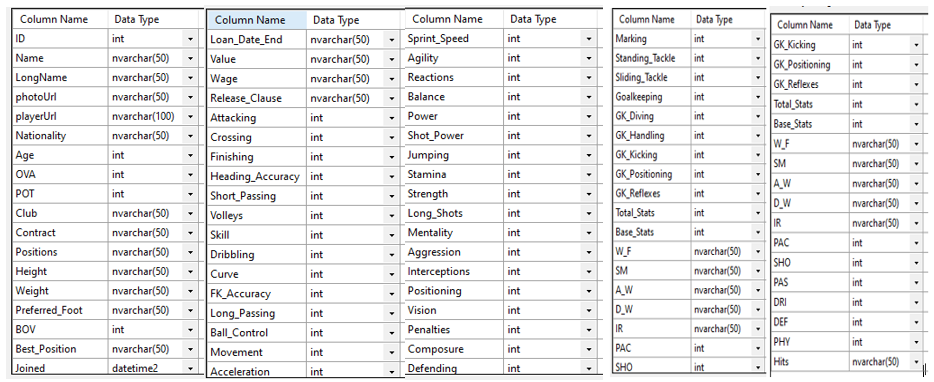 Column Name Data Type
ID int
Name nvarchar(50)
LongName nvarchar(50)
photoUrl nvarchar(50)
playerUrl nvarchar(100)
Nationality nvarchar(50)
Age int
OVA int
POT int
Club nvarchar(50)
Contract nvarchar(50)
Positions nvarchar(50)
Height nvarchar(50)
Weight nvarchar(50)
Preferred_Foot nvarchar(50)
BOV int
Best_Position nvarchar(50)
Joined datetime2
Column Name Data Type
Loan_Date_End nvarchar(50)
Value nvarchar(50)
Wage nvarchar(50)
Release_Clause nvarchar(50)
Attacking int
Crossing int
Finishing int
Heading_Accuracy int
Short_Passing int
Volleys int
Skill int
Dribbling int
Curve int
FK_Accuracy int
Long_Passing int
Ball_Control int
Movement int
Acceleration int
Column Name Data Type
Sprint_Speed int
Agility int
Reactions int
Balance int
Power int
Shot_Power int
Jumping int
Stamina int
Strength int
Long_Shots int
Mentality int
Aggression int
Interceptions int
Positioning int
Vision int
Penalties int
Composure int
Defending int
Column Name Data Type
Marking int
Standing_Tackle int
Sliding_Tackle int
Goalkeeping int
GK_Diving int
GK_Handling int
GK_Kicking int
GK_Positioning int
GK_Reflexes int
Total_Stats int
Base_Stats int
W_F nvarchar(50)
SM nvarchar(50)
A_W nvarchar(50)
D_W nvarchar(50)
IR nvarchar(50)
PAC int
SHO int
Column Name Data Type
GK_Kicking int
GK_Positioning int
GK_Reflexes int
Total_Stats int
Base_Stats int
W_F nvarchar(50)
SM nvarchar(50)
A_W nvarchar(50)
D_W nvarchar(50)
IR nvarchar(50)
PAC int
SHO int
PAS int
DRI int
DEF int
PHY int
Hits nvarchar(50)